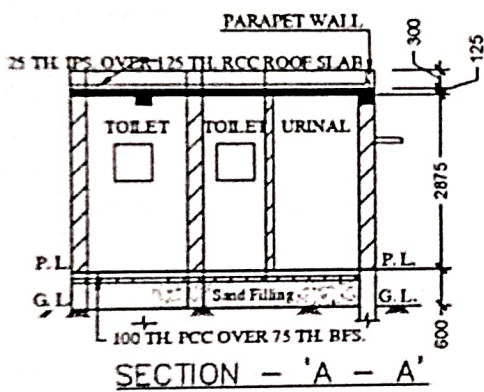 PARAPET WALL
25 TH. IPS. OVER 125 TH. RCC ROOF SLAB
300
125
TOILET TOILET URINAL
2875
P. L. P. L.
G. L. Sand Filling G. L.
600
100 TH. PCC OVER 75 TH. BFS.
SECTION - 'A - A'